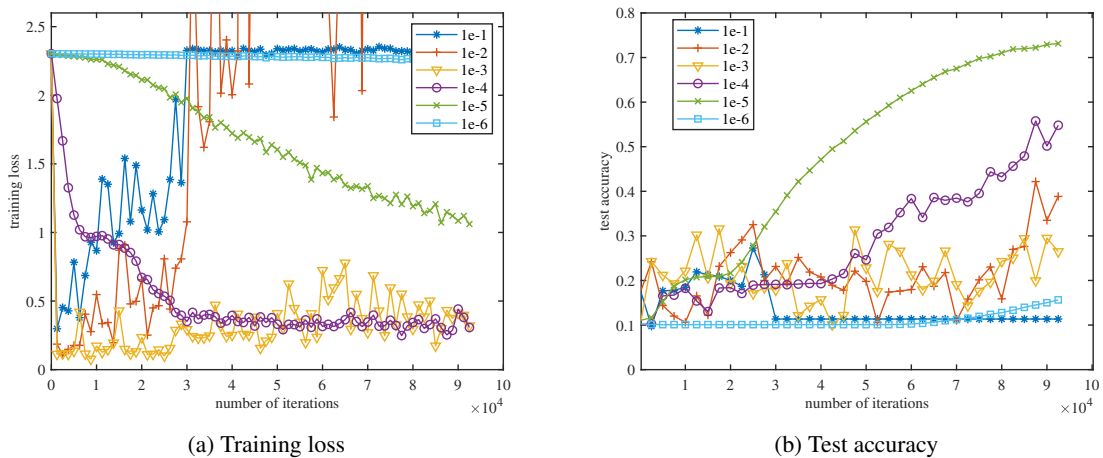 2.5
2
1.5
1
0.5
0
training loss
1e-1
1e-2
1e-3
1e-4
1e-5
1e-6
0 1 2 3 4 5 6 7 8 9 10
number of iterations
×10⁴
(a) Training loss
0.8
0.7
0.6
0.5
0.4
0.3
0.2
0.1
0
test accuracy
1e-1
1e-2
1e-3
1e-4
1e-5
1e-6
1 2 3 4 5 6 7 8 9 10
number of iterations
×10⁴
(b) Test accuracy